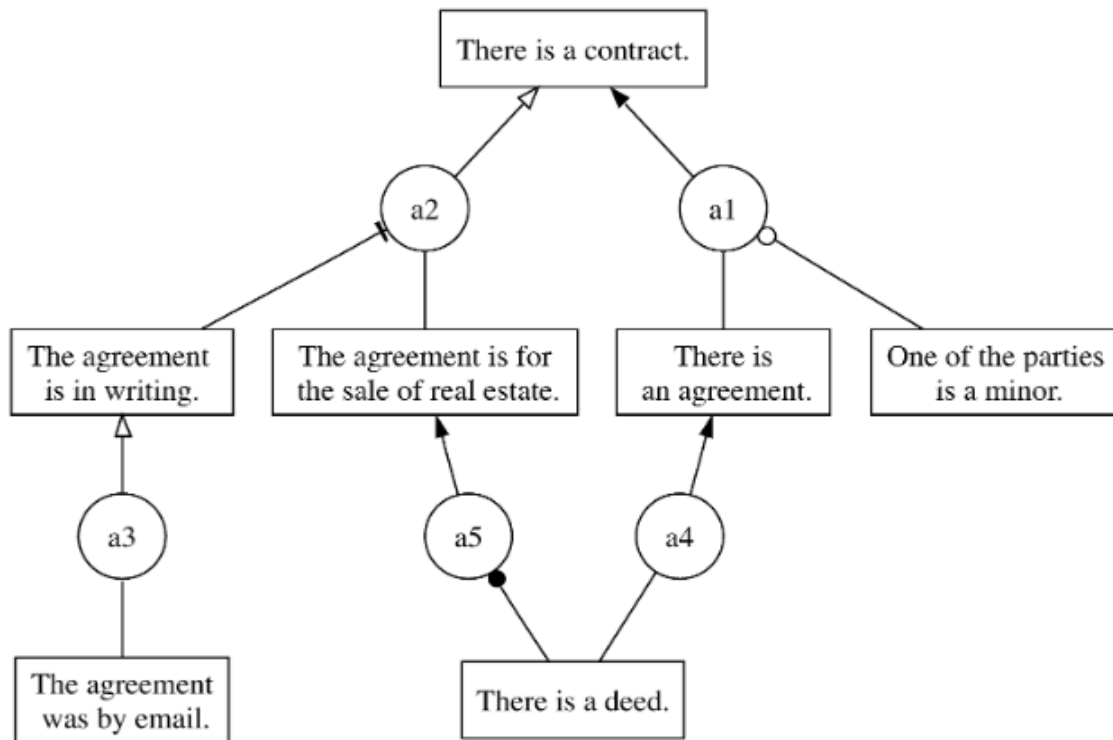 There is a contract.
a2
a1
The agreement
is in writing.
The agreement is for
the sale of real estate.
There is
an agreement.
One of the parties
is a minor.
a3
a5
a4
The agreement
was by email.
There is a deed.